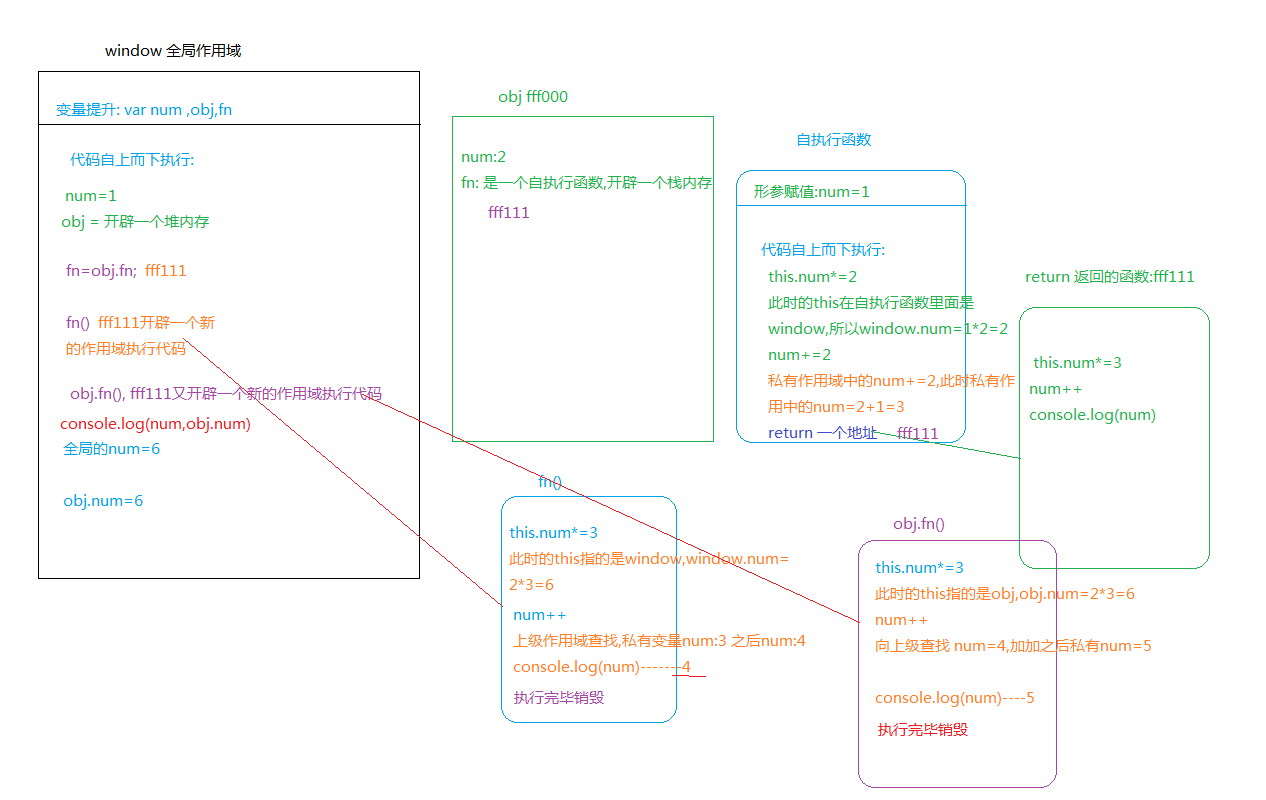 window 全局作用域
变量提升: var num ,obj,fn
代码自上而下执行:
num=1
obj = 开辟一个堆内存
fn=obj.fn; fff111
fn() fff111开辟一个新
的作用域执行代码
obj.fn(), fff111又开辟一个新的作用域执行代码
console.log(num,obj.num)
全局的num=6
obj.num=6
obj fff000
num:2
fn: 是一个自执行函数,开辟一个栈内存
fff111
自执行函数
形参赋值:num=1
代码自上而下执行:
this.num*=2
此时的this在自执行函数里面是
window,所以window.num=1*2=2
num+=2
私有作用域中的num+=2,此时私有作
用中的num=2+1=3
return 一个地址 fff111
return 返回的函数:fff111
this.num*=3
num++
console.log(num)
fn()
this.num*=3
此时的this指的是window,window.num=
2*3=6
num++
上级作用域查找,私有变量num:3 之后num:4
console.log(num)-------4
执行完毕销毁
obj.fn()
this.num*=3
此时的this指的是obj,obj.num=2*3=6
num++
向上级查找 num=4,加加之后私有num=5
console.log(num)----5
执行完毕销毁